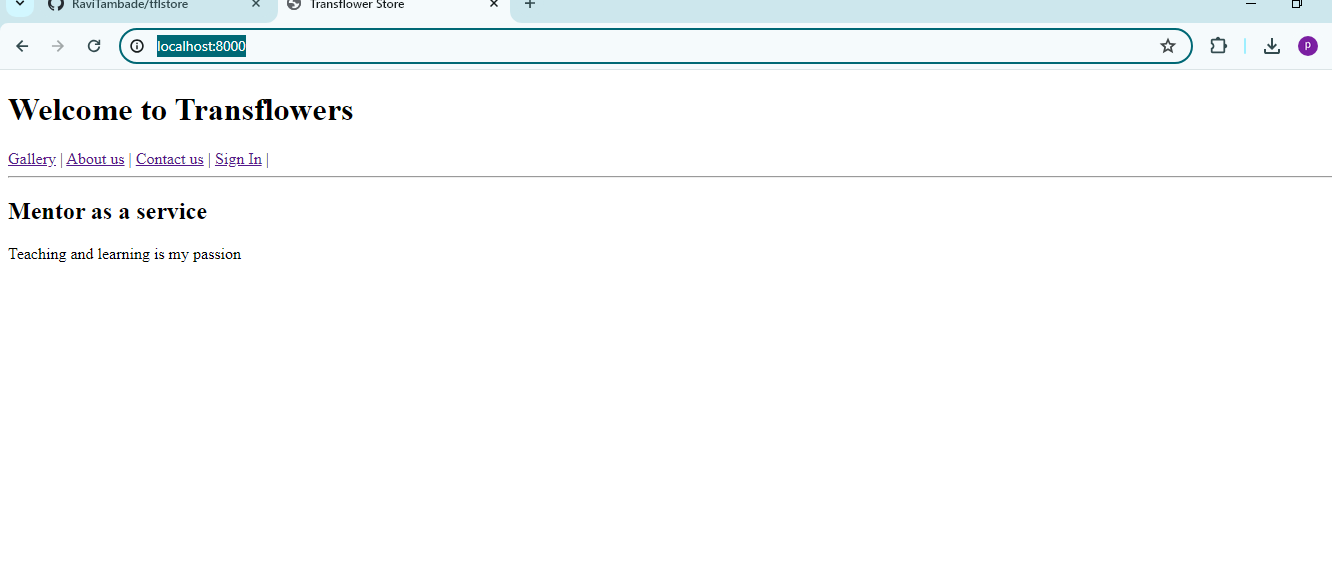 RaviTambade/tflstore
Transflower Store
localhost:8000
P
Welcome to Transflowers
Gallery | About us | Contact us | Sign In |
Mentor as a service
Teaching and learning is my passion